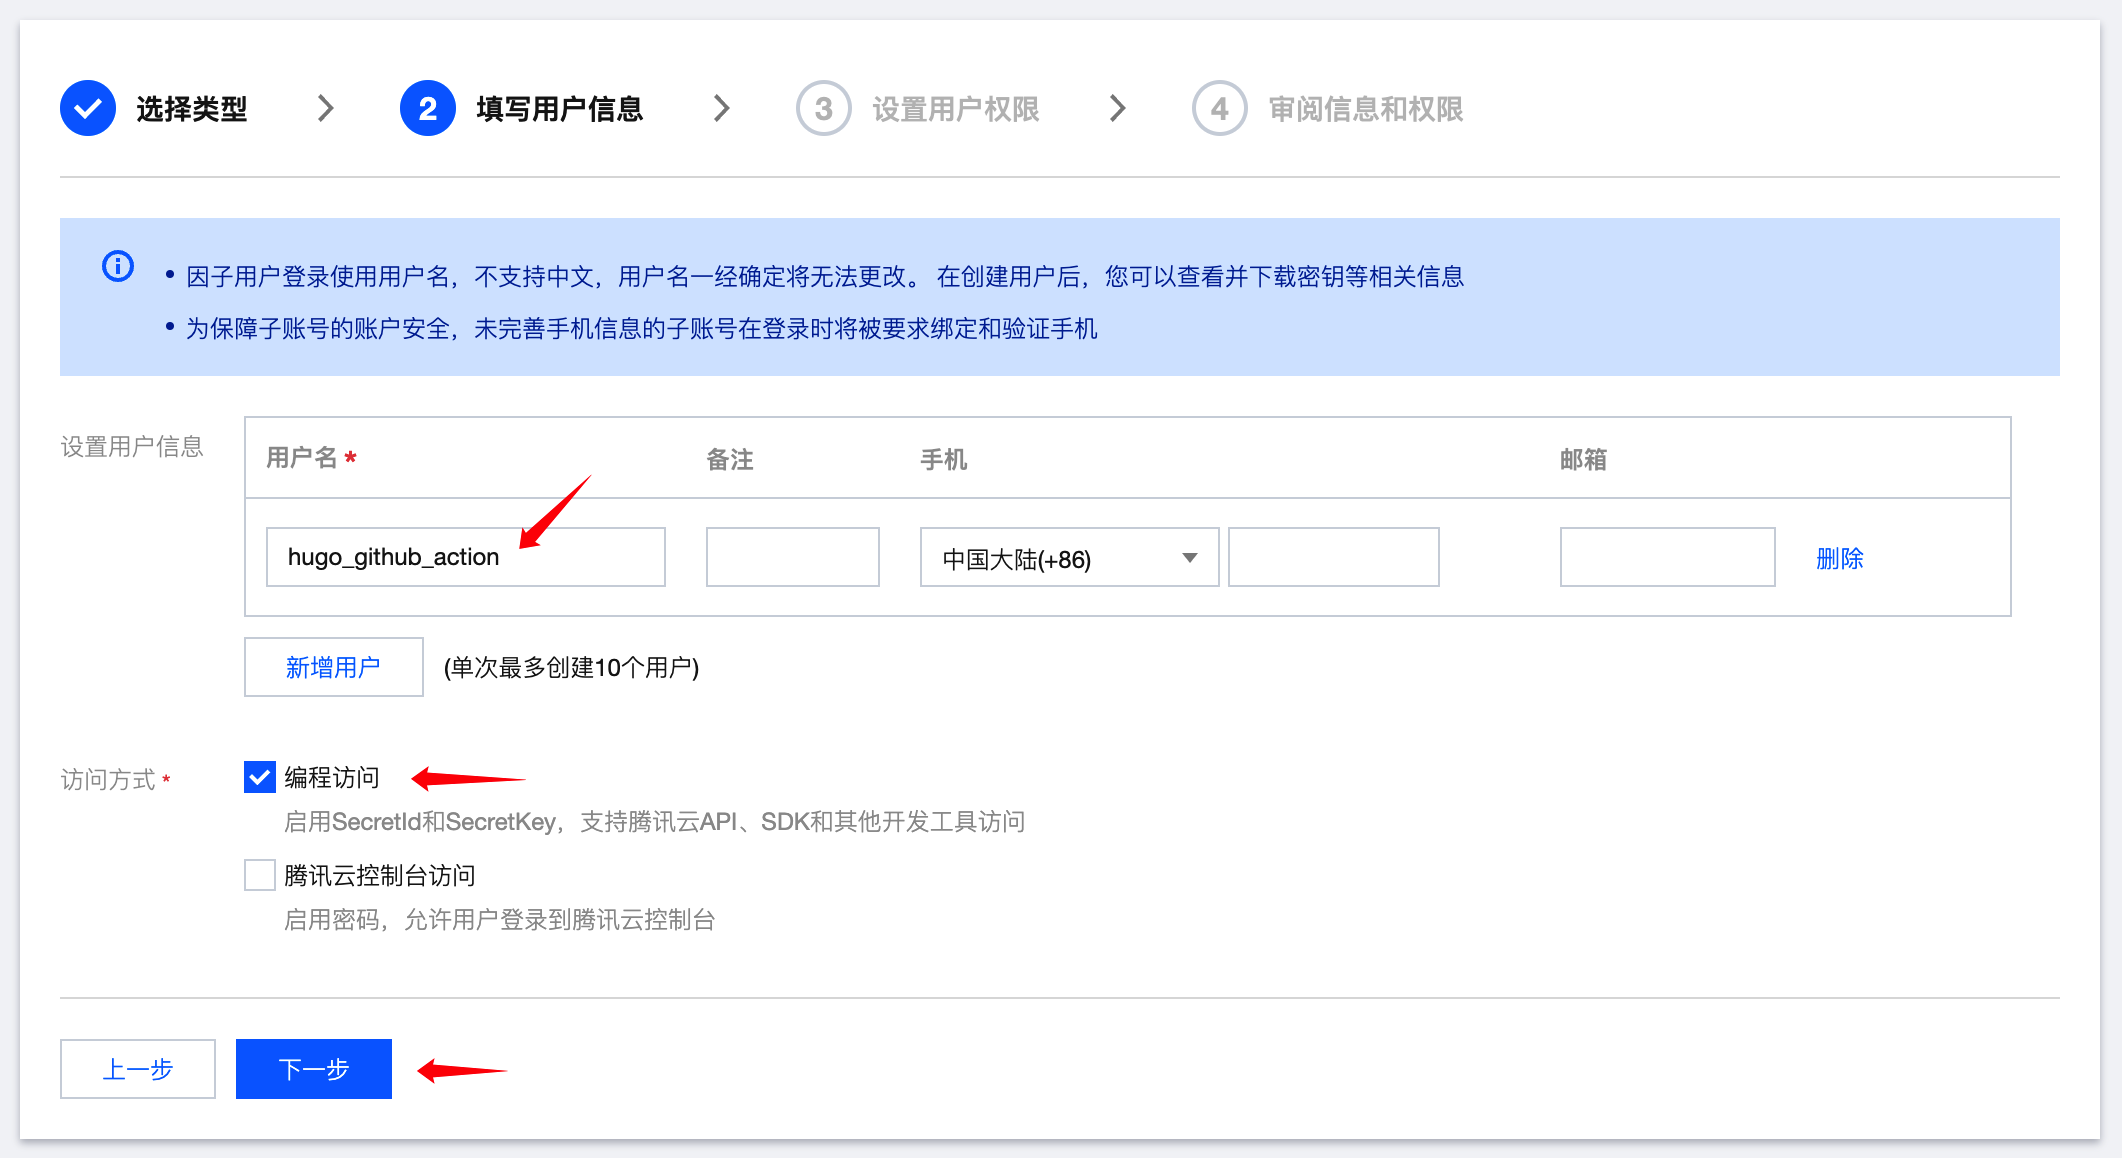 选择类型 2 填写用户信息 3 设置用户权限 4 审阅信息和权限
• 因子用户登录使用用户名，不支持中文，用户名一经确定将无法更改。 在创建用户后，您可以查看并下载密钥等相关信息
• 为保障子账号的账户安全，未完善手机信息的子账号在登录时将被要求绑定和验证手机
设置用户信息
用户名 * 备注 手机 邮箱
hugo_github_action 中国大陆(+86) 删除
新增用户 (单次最多创建10个用户)
访问方式 * 编程访问
启用SecretId和SecretKey，支持腾讯云API、SDK和其他开发工具访问
腾讯云控制台访问
启用密码，允许用户登录到腾讯云控制台
上一步 下一步